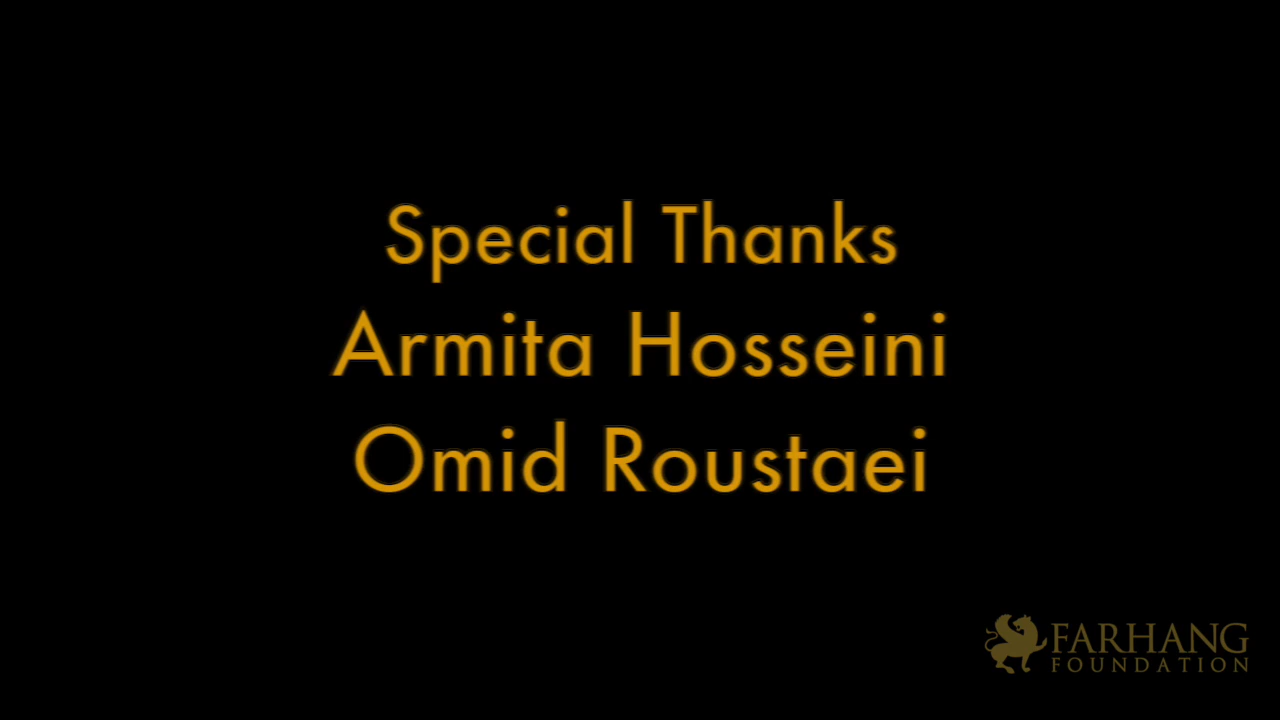 Special Thanks
Armita Hosseini
Omid Roustaei
FARHANG
FOUNDATION